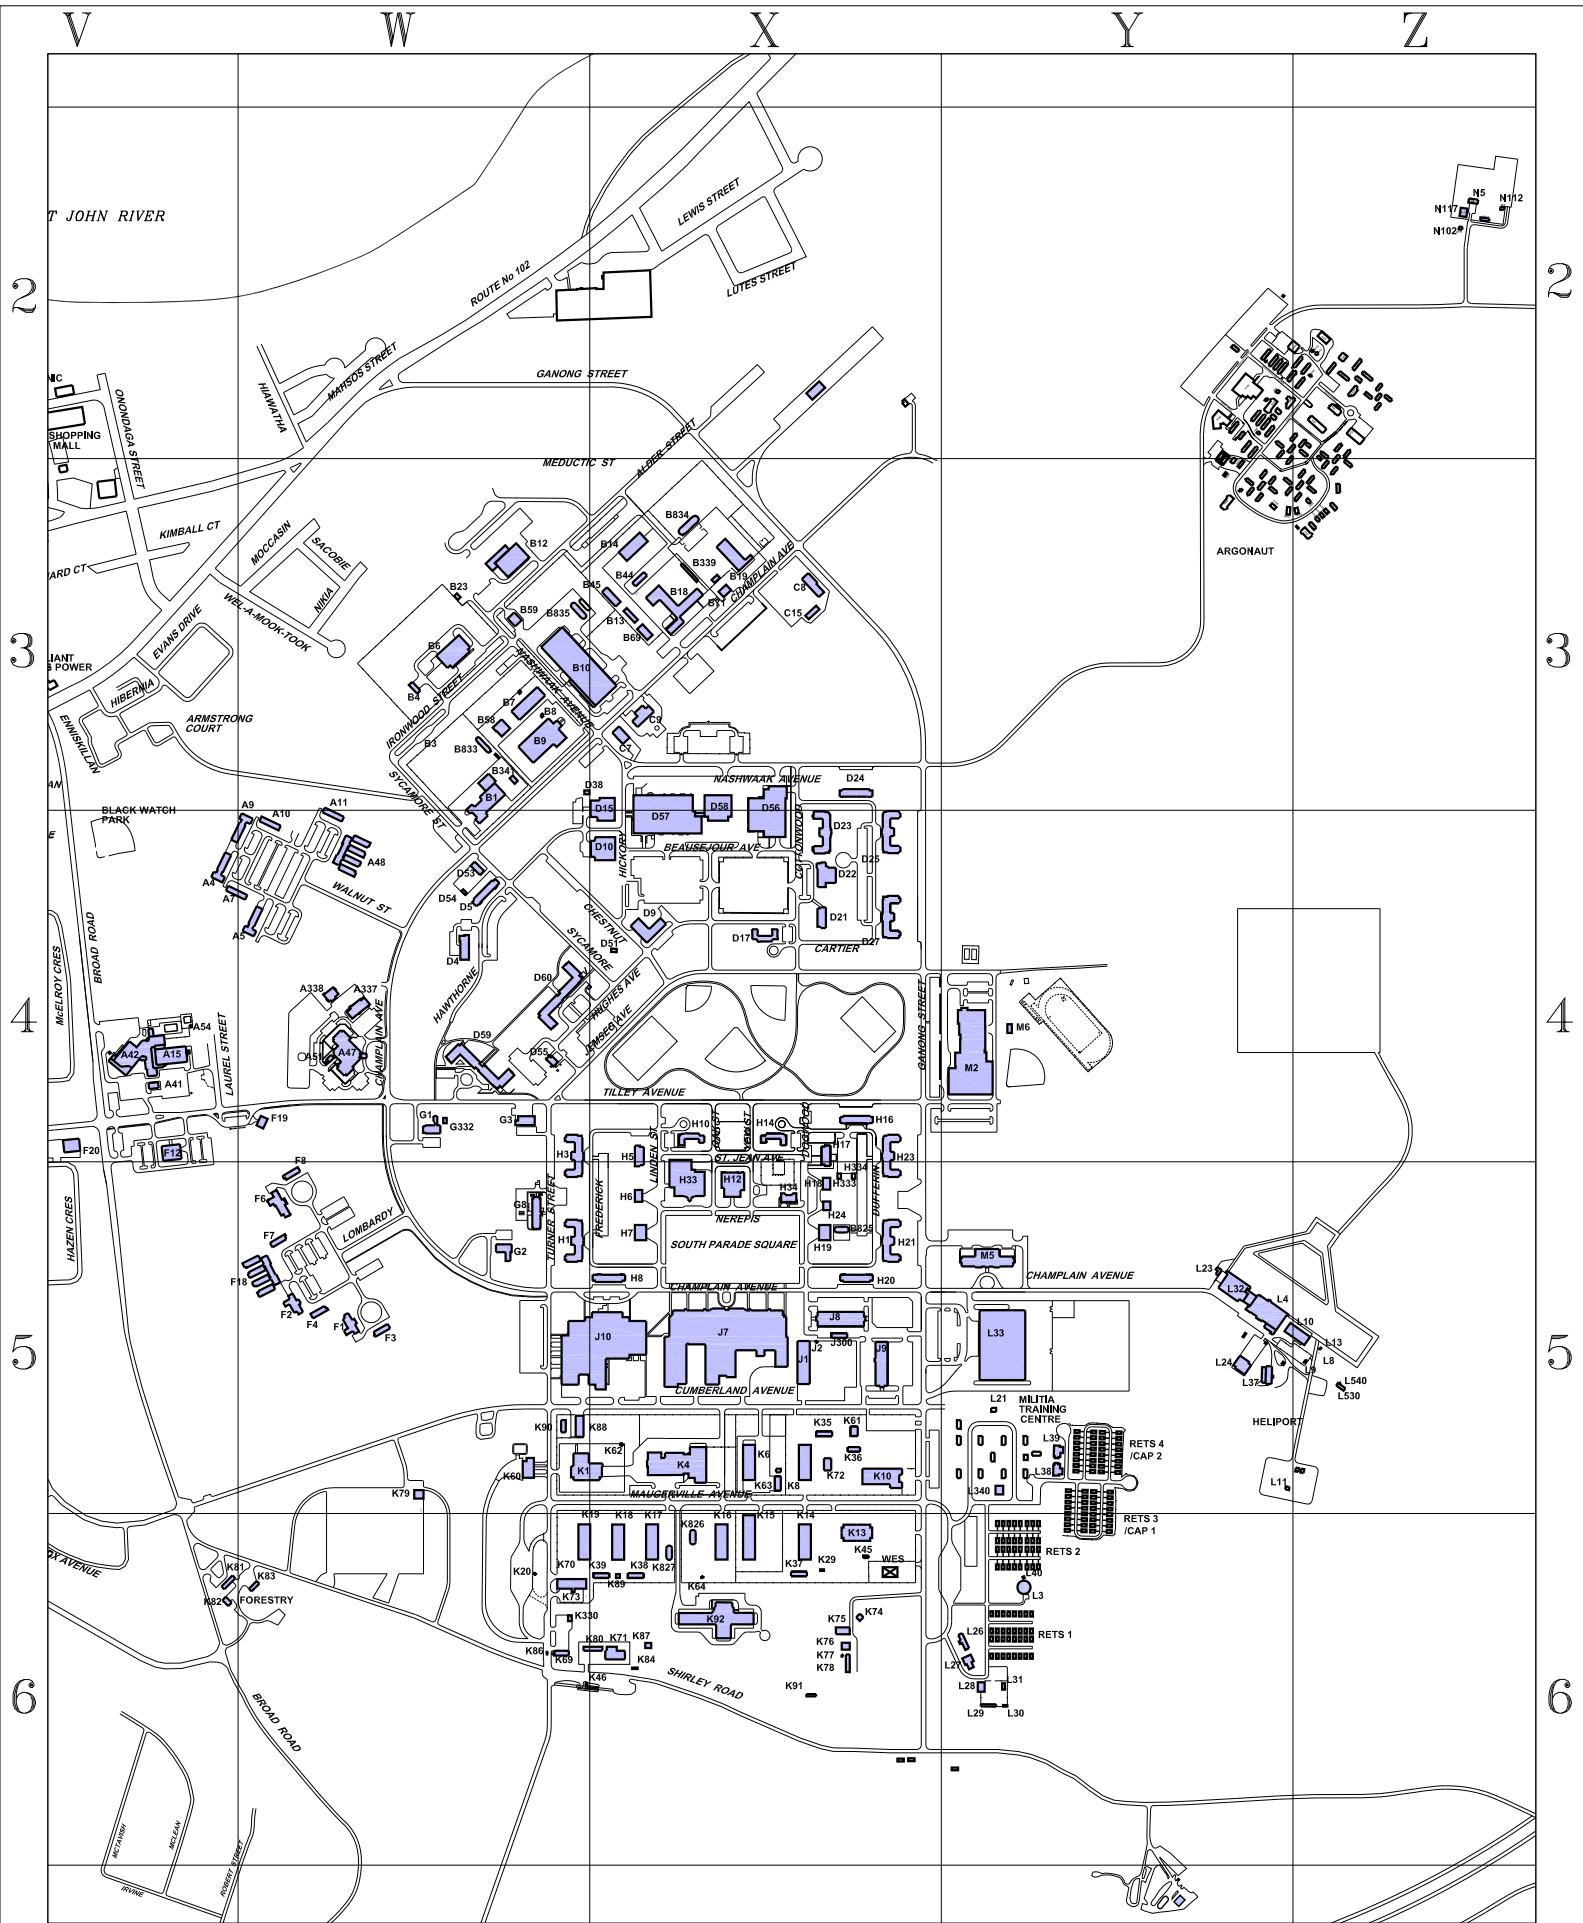 V
W
X
Y
Z
2
2
T JOHN RIVER
LEWIS STREET
LUTES STREET
ROUTE No 102
N5
N112
N117
N102
GANONG STREET
MAHSOS STREET
HIAWATHA
NIC
ONONDAGA STREET
SHOPPING
MALL
MEDUCTIC ST
ALDER STREET
ARGONAUT
3
3
KIMBALL CT
MOCCASIN
SACOBIE
NIKIA
WEL-A-MOOK-TOOK
EVANS DRIVE
HIBERNIA
ENNISKILLAN
ARMSTRONG
COURT
B12
B23
B59
B6
B4
B14
B834
B44
B339
B19
B45
B18
B11
B835
B13
B69
B10
CHAMPLAIN AVE
C8
C15
IRONWOOD STREET
NASHWAAK AVENUE
B7
B8
B58
B3
B833
B9
B341
B1
SYCAMORE ST
C9
C7
NASHWAAK AVENUE
D24
D38
D15
D57
D58
D56
BLACK WATCH
PARK
A9
A10
A11
A48
A4
A7
A5
WALNUT ST
D10
HICKORY
BEAUSEJOUR AVE
COTTONWOOD
D23
D25
D22
D21
D27
D17
CARTIER
D53
D54
D5
D4
D9
CHESTNUT
SYCAMORE
D51
D60
HUGHES AVE
JEMSEG AVE
HAWTHORNE
D59
D55
BROAD ROAD
McELROY CRES
LAUREL STREET
4
4
A338
A337
A54
A42
A15
A41
A51
A47
CHAMPLAIN AVE
GANONG STREET
M6
M2
TILLEY AVENUE
F19
F20
F12
G1
G332
G37
H10
H14
H16
H3
H5
LINDEN ST
ST. JEAN AVE
DOGWOOD
H17
H23
H334
H333
H18
H33
H12
H34
H6
H24
DUFFERIN
FREDERICK
TURNER STREET
G8
G2
NEREPIS
B825
H1
H7
SOUTH PARADE SQUARE
H19
H21
H8
H20
F8
F6
F7
LOMBARDY
F18
F2
F4
F1
F3
HAZEN CRES
M5
CHAMPLAIN AVENUE
CHAMPLAIN AVENUE
L23
L32
L4
L10
L13
L8
L9
L24
L37
L540
L530
HELIPORT
L11
5
5
J10
J7
J8
J300
J2
J1
J9
L33
CUMBERLAND AVENUE
L21
MILITIA
TRAINING
CENTRE
L39
L38
L340
RETS 4
/CAP 2
RETS 3
/CAP 1
RETS 2
RETS 1
K90
K88
K62
K35
K61
K36
K60
K1
K4
K6
K63
K8
K72
K10
MAUGERVILLE AVENUE
K79
K19
K18
K17
K826
K827
K16
K15
K14
K13
K45
K70
K39
K89
K38
K64
K37
K29
WES
K20
K73
L40
L3
K81
K83
K82
FORESTRY
K330
K92
K75
K74
K86
K69
K80
K71
K87
K84
K76
K77
K78
K46
K91
L26
L27
L28
L31
L29
L30
6
6
SHIRLEY ROAD
BROAD ROAD
MCTAVISH
MCLEAN
IRVINE
ROBERT STREET